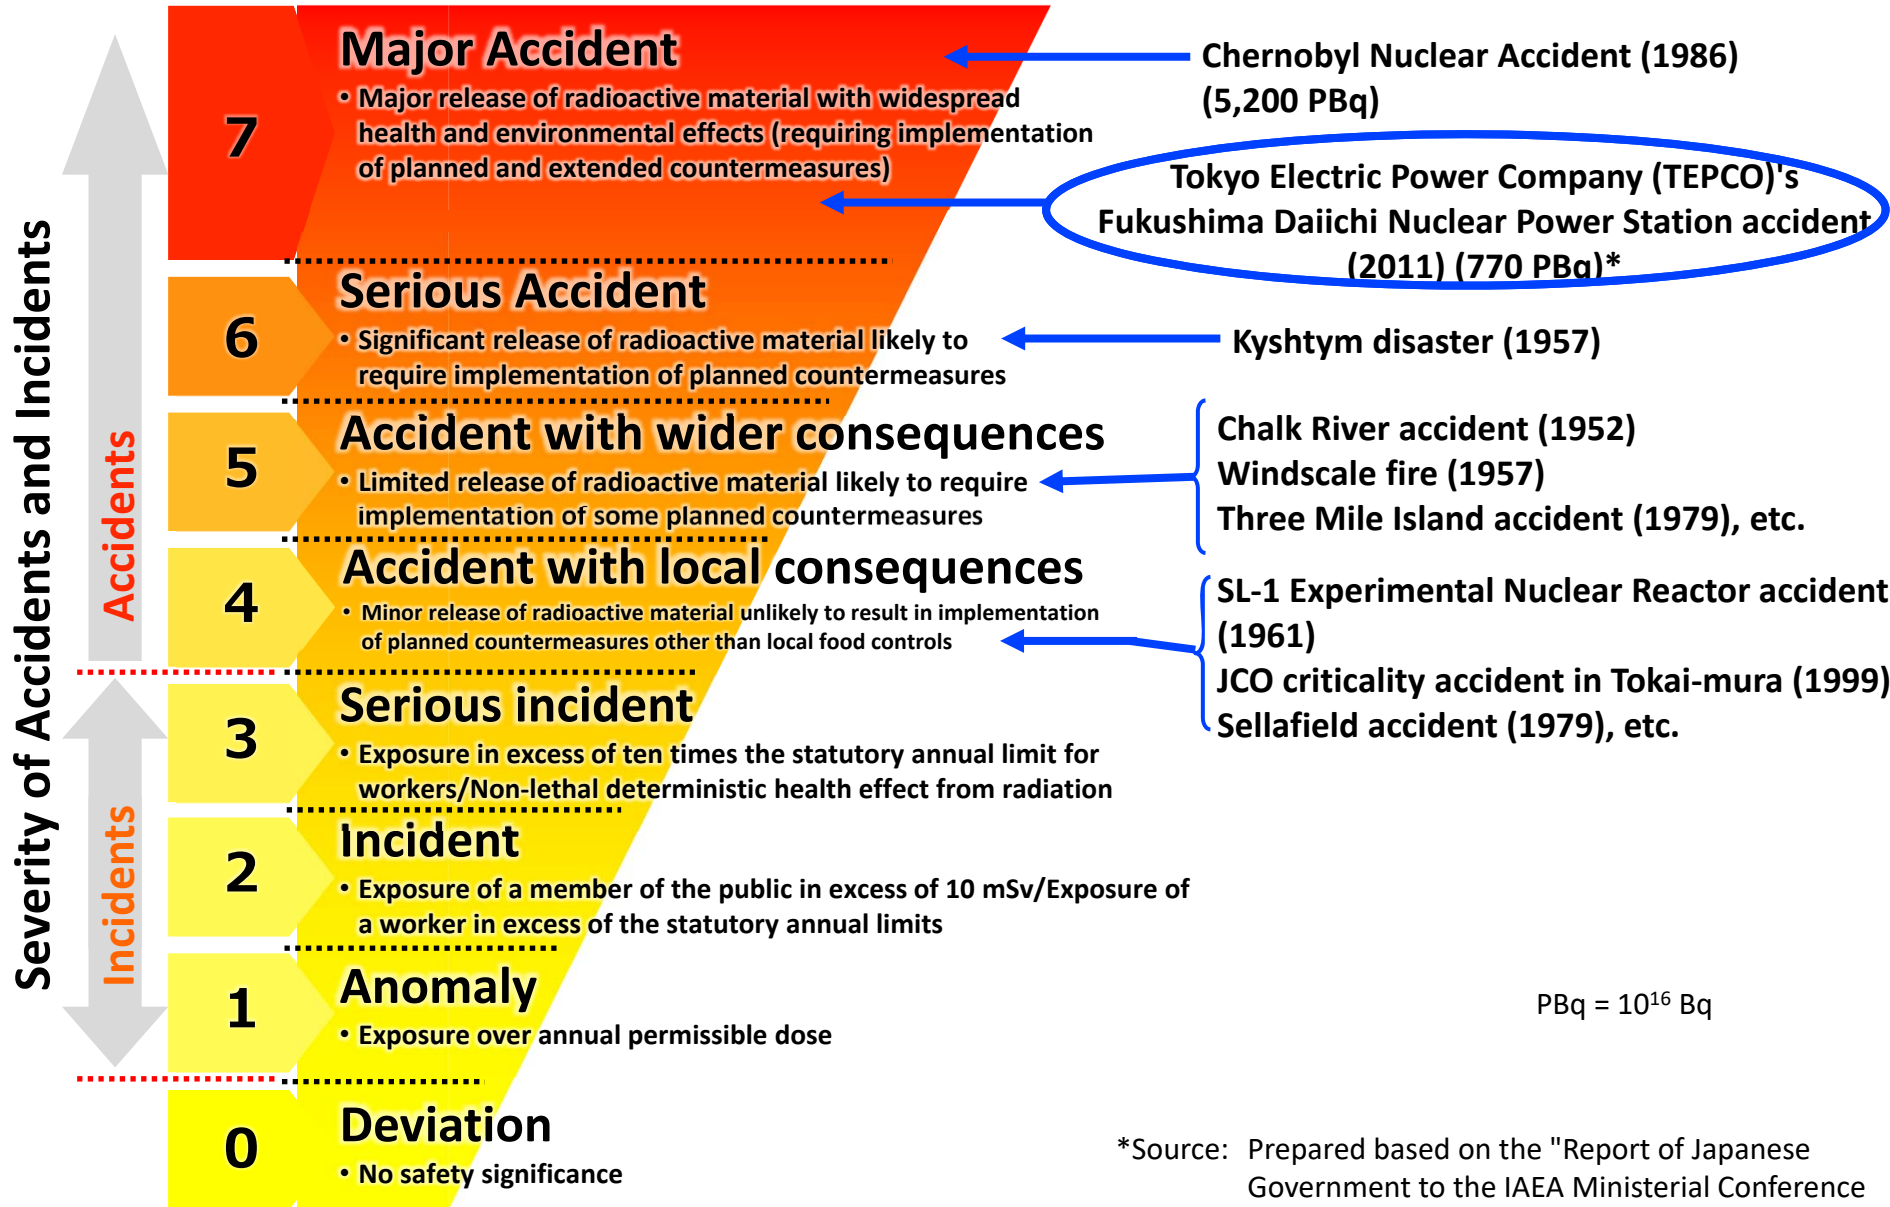 Severity of Accidents and Incidents
Accidents
Incidents
7
Major Accident
• Major release of radioactive material with widespread
health and environmental effects (requiring implementation
of planned and extended countermeasures)
Chernobyl Nuclear Accident (1986)
(5,200 PBq)
Tokyo Electric Power Company (TEPCO)'s
Fukushima Daiichi Nuclear Power Station accident
(2011) (770 PBq)*
6
Serious Accident
• Significant release of radioactive material likely to
require implementation of planned countermeasures
Kyshtym disaster (1957)
5
Accident with wider consequences
• Limited release of radioactive material likely to require
implementation of some planned countermeasures
Chalk River accident (1952)
Windscale fire (1957)
Three Mile Island accident (1979), etc.
4
Accident with local consequences
• Minor release of radioactive material unlikely to result in implementation
of planned countermeasures other than local food controls
SL-1 Experimental Nuclear Reactor accident
(1961)
JCO criticality accident in Tokai-mura (1999)
Sellafield accident (1979), etc.
3
Serious incident
• Exposure in excess of ten times the statutory annual limit for
workers/Non-lethal deterministic health effect from radiation
2
Incident
• Exposure of a member of the public in excess of 10 mSv/Exposure of
a worker in excess of the statutory annual limits
1
Anomaly
• Exposure over annual permissible dose
PBq = 10¹⁶ Bq
0
Deviation
• No safety significance
*Source: Prepared based on the "Report of Japanese
Government to the IAEA Ministerial Conference